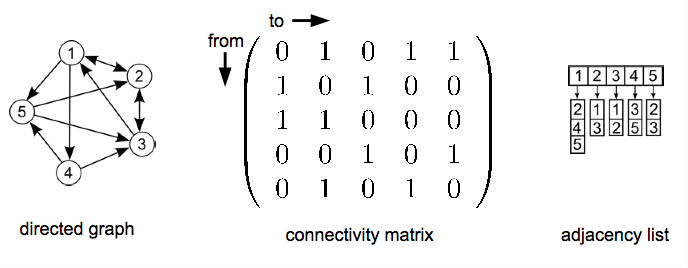 1
2
5
3
4
directed graph
to
from
0 1 0 1 1
1 0 1 0 0
1 1 0 0 0
0 0 1 0 1
0 1 0 1 0
connectivity matrix
1 2 3 4 5
2 1 1 3 2
4 3 2 5 3
5
adjacency list